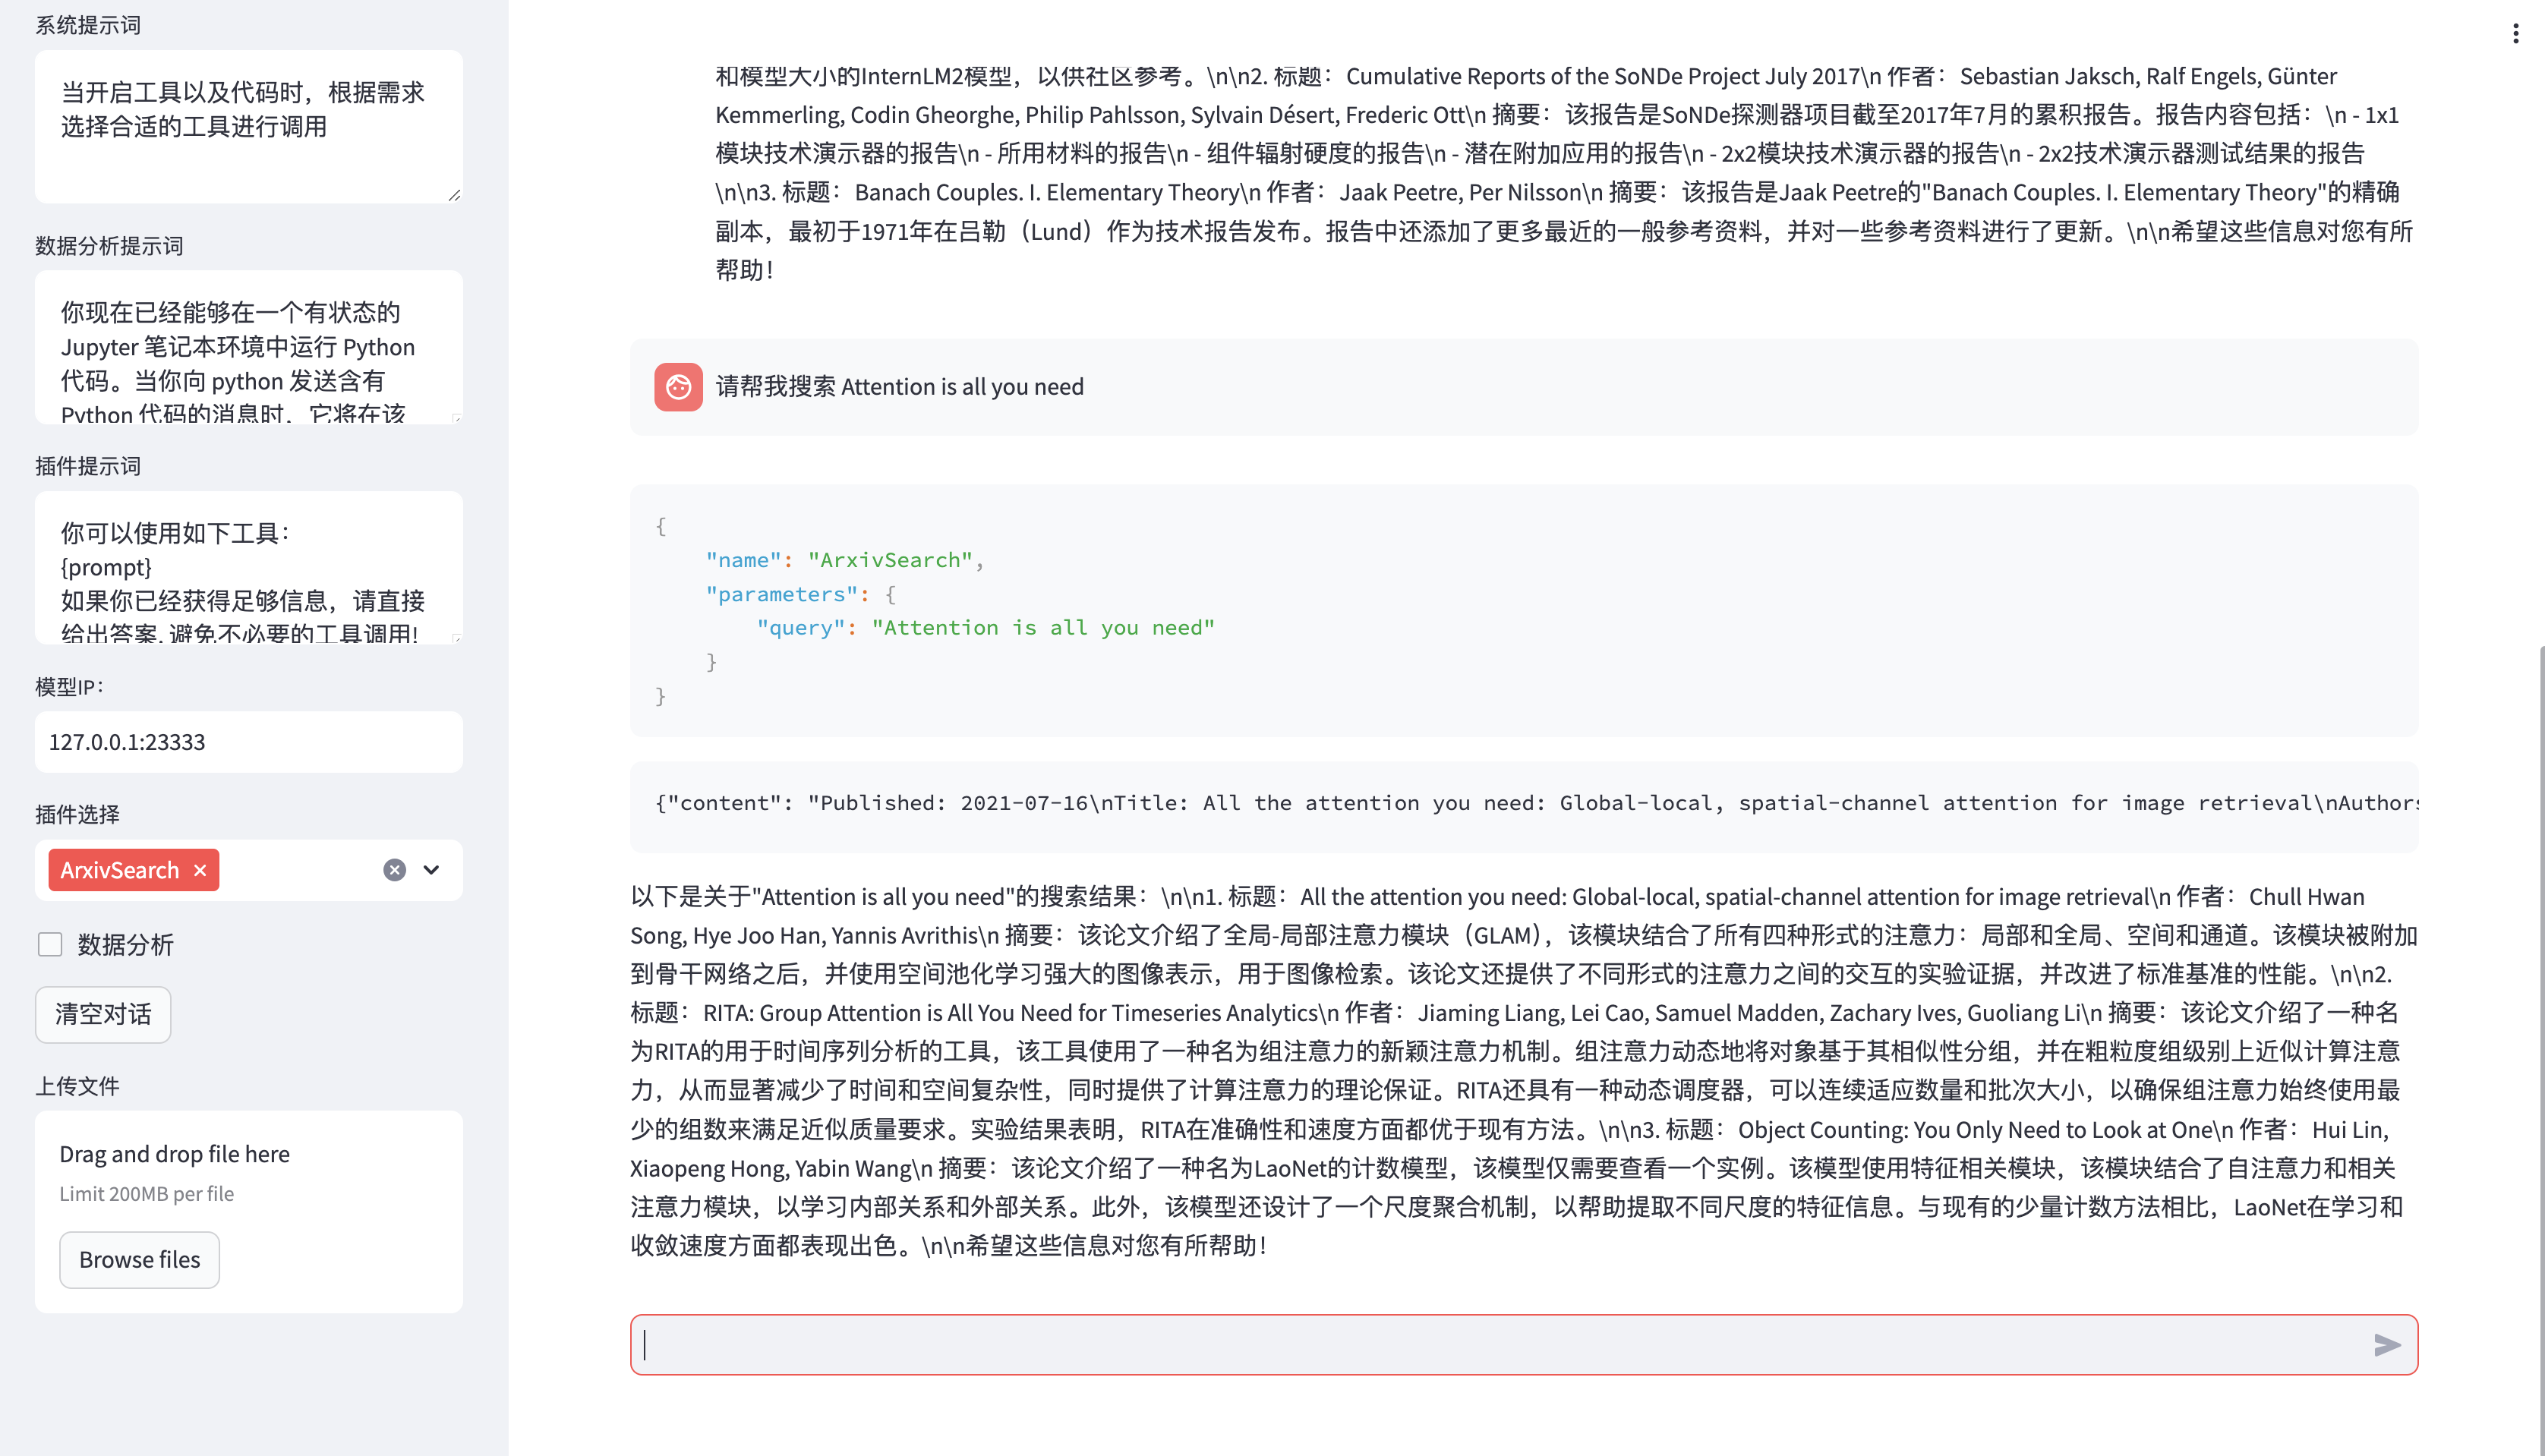 系统提示词
当开启工具以及代码时，根据需求
选择合适的工具进行调用
数据分析提示词
你现在已经能够在一个有状态的
Jupyter 笔记本环境中运行 Python
代码。当你向 python 发送含有
Python 代码的消息时，它将在该
插件提示词
你可以使用如下工具：
{prompt}
如果你已经获得足够信息，请直接
给出答案. 避免不必要的工具调用!
模型IP：
127.0.0.1:23333
插件选择
ArxivSearch
数据分析
清空对话
上传文件
Drag and drop file here
Limit 200MB per file
Browse files
和模型大小的InternLM2模型，以供社区参考。\n\n2. 标题：Cumulative Reports of the SoNDe Project July 2017\n 作者：Sebastian Jaksch, Ralf Engels, Günter
Kemmerling, Codin Gheorghe, Philip Pahlsson, Sylvain Désert, Frederic Ott\n 摘要：该报告是SoNDe探测器项目截至2017年7月的累积报告。报告内容包括：\n - 1x1
模块技术演示器的报告\n - 所用材料的报告\n - 组件辐射硬度的报告\n - 潜在附加应用的报告\n - 2x2模块技术演示器的报告\n - 2x2技术演示器测试结果的报告
\n\n3. 标题：Banach Couples. I. Elementary Theory\n 作者：Jaak Peetre, Per Nilsson\n 摘要：该报告是Jaak Peetre的"Banach Couples. I. Elementary Theory"的精确
副本，最初于1971年在吕勒（Lund）作为技术报告发布。报告中还添加了更多最近的一般参考资料，并对一些参考资料进行了更新。\n\n希望这些信息对您有所
帮助！
请帮我搜索 Attention is all you need
{
"name": "ArxivSearch",
"parameters": {
"query": "Attention is all you need"
}
}
{"content": "Published: 2021-07-16\nTitle: All the attention you need: Global-local, spatial-channel attention for image retrieval\nAuthors
以下是关于"Attention is all you need"的搜索结果：\n\n1. 标题：All the attention you need: Global-local, spatial-channel attention for image retrieval\n 作者：Chull Hwan
Song, Hye Joo Han, Yannis Avrithis\n 摘要：该论文介绍了全局-局部注意力模块（GLAM），该模块结合了所有四种形式的注意力：局部和全局、空间和通道。该模块被附加
到骨干网络之后，并使用空间池化学习强大的图像表示，用于图像检索。该论文还提供了不同形式的注意力之间的交互的实验证据，并改进了标准基准的性能。\n\n2.
标题：RITA: Group Attention is All You Need for Timeseries Analytics\n 作者：Jiaming Liang, Lei Cao, Samuel Madden, Zachary Ives, Guoliang Li\n 摘要：该论文介绍了一种名
为RITA的用于时间序列分析的工具，该工具使用了一种名为组注意力的新颖注意力机制。组注意力动态地将对象基于其相似性分组，并在粗粒度组级别上近似计算注意
力，从而显著减少了时间和空间复杂性，同时提供了计算注意力的理论保证。RITA还具有一种动态调度器，可以连续适应数量和批次大小，以确保组注意力始终使用最
少的组数来满足近似质量要求。实验结果表明，RITA在准确性和速度方面都优于现有方法。\n\n3. 标题：Object Counting: You Only Need to Look at One\n 作者：Hui Lin,
Xiaopeng Hong, Yabin Wang\n 摘要：该论文介绍了一种名为LaoNet的计数模型，该模型仅需要查看一个实例。该模型使用特征相关模块，该模块结合了自注意力和相关
注意力模块，以学习内部关系和外部关系。此外，该模型还设计了一个尺度聚合机制，以帮助提取不同尺度的特征信息。与现有的少量计数方法相比，LaoNet在学习和
收敛速度方面都表现出色。\n\n希望这些信息对您有所帮助！